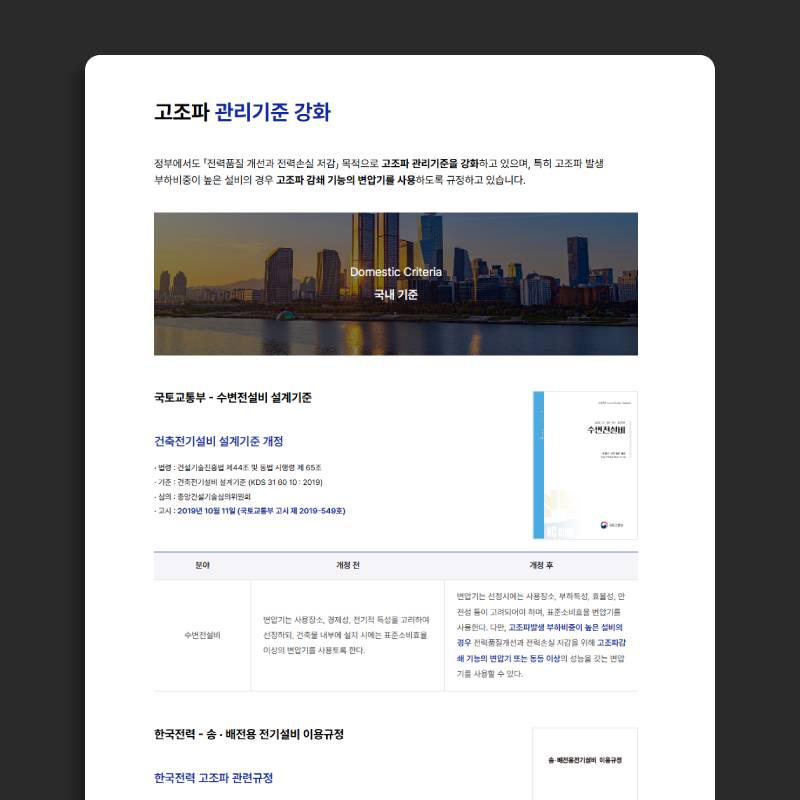 고조파 관리기준 강화
정부에서도 「전력품질 개선과 전력손실 저감」 목적으로 고조파 관리기준을 강화하고 있으며, 특히 고조파 발생
부하비중이 높은 설비의 경우 고조파 감쇄 기능의 변압기를 사용하도록 규정하고 있습니다.
Domestic Criteria
국내 기준
국토교통부 - 수변전설비 설계기준
수변전설비
건축전기설비 설계기준 개정
· 법령 : 건설기술진흥법 제44조 및 동법 시행령 제 65조
· 기준 : 건축전기설비 설계기준 (KDS 31 60 10 : 2019)
· 심의 : 중앙건설기술심의위원회
· 고시 : 2019년 10월 11일 (국토교통부 고시 제 2019-549호)
국토교통부
분야 개정 전 개정 후
수변전설비
변압기는 사용장소, 경제성, 전기적 특성을 고려하여
선정하되, 건축물 내부에 설치 시에는 표준소비효율
이상의 변압기를 사용토록 한다.
변압기는 선정시에는 사용장소, 부하특성, 효율성, 안
전성 등이 고려되어야 하며, 표준소비효율 변압기를
사용한다. 다만, 고조파발생 부하비중이 높은 설비의
경우 전력품질개선과 전력손실 저감을 위해 고조파감
쇄 기능의 변압기 또는 동등 이상의 성능을 갖는 변압
기를 사용할 수 있다.
한국전력 - 송 · 배전용 전기설비 이용규정
송·배전용전기설비 이용규정
한국전력 고조파 관련규정